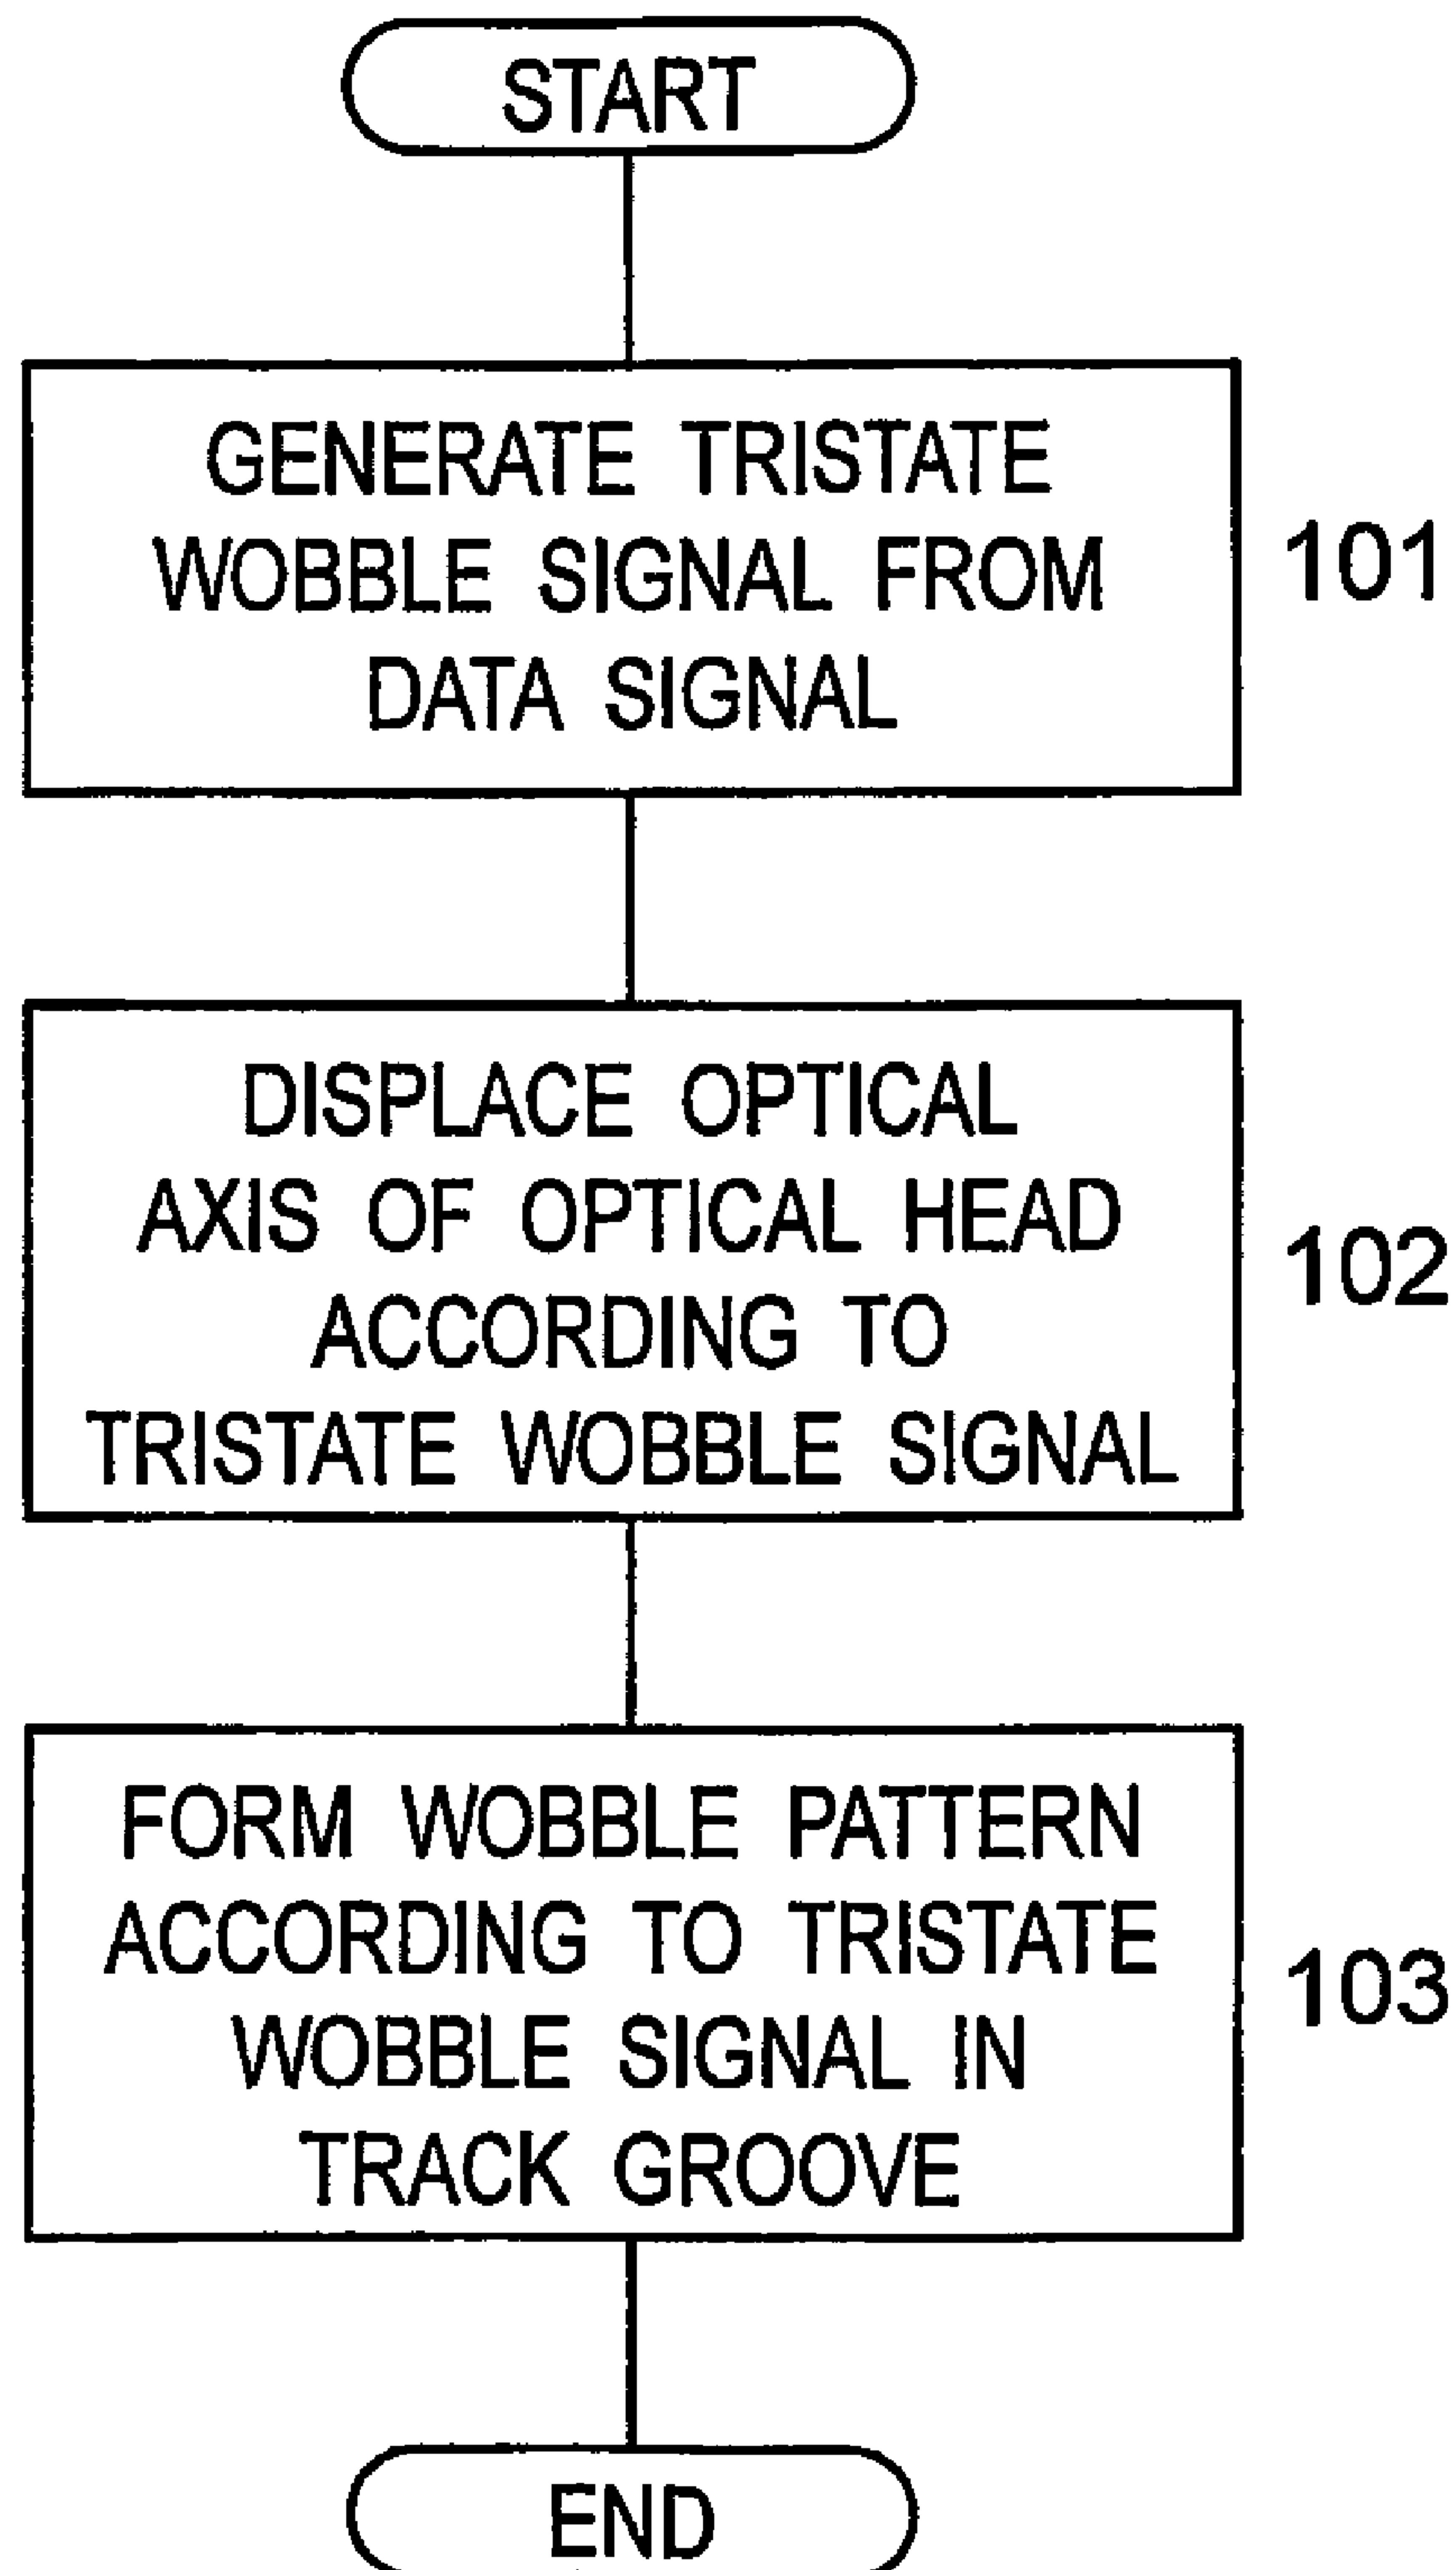 START
GENERATE TRISTATE
WOBBLE SIGNAL FROM
DATA SIGNAL
101
DISPLACE OPTICAL
AXIS OF OPTICAL HEAD
ACCORDING TO
TRISTATE WOBBLE SIGNAL
102
FORM WOBBLE PATTERN
ACCORDING TO TRISTATE
WOBBLE SIGNAL IN
TRACK GROOVE
103
END